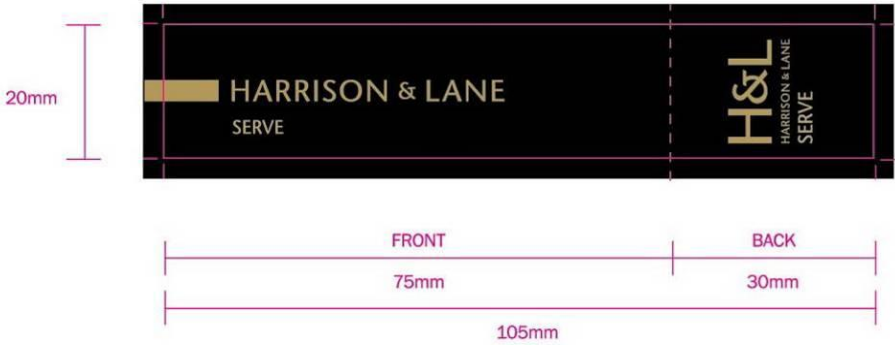 20mm
HARRISON & LANE
SERVE
H&L
HARRISON & LANE
SERVE
FRONT
BACK
75mm
30mm
105mm